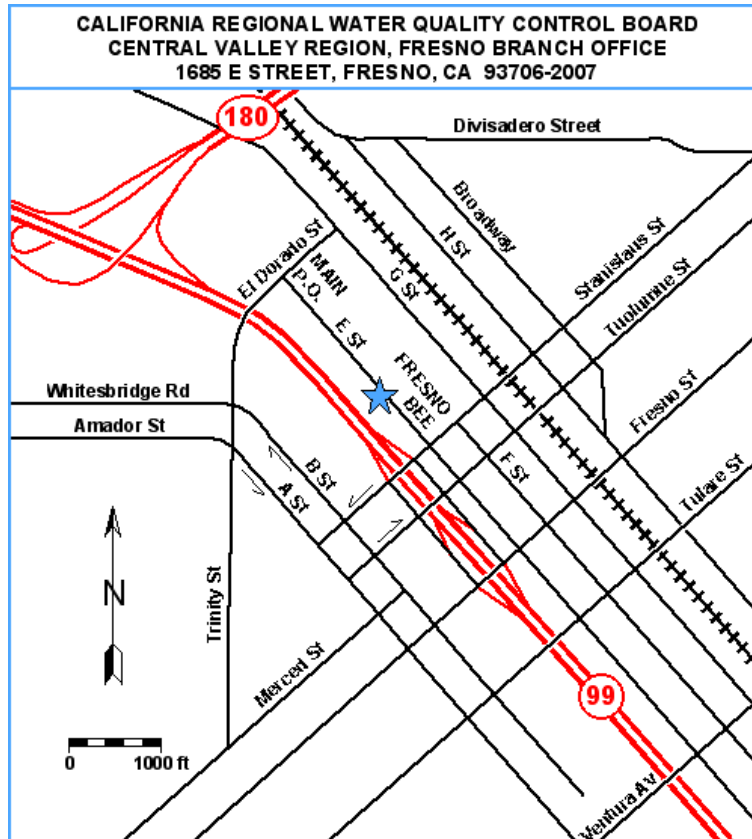 CALIFORNIA REGIONAL WATER QUALITY CONTROL BOARD
CENTRAL VALLEY REGION, FRESNO BRANCH OFFICE
1685 E STREET, FRESNO, CA 93706-2007
180
Divisadero Street
Broadway
H St
Stanislaus St
El Dorado St
MAIN
P.O.
G St
Tuolumne St
E St
FRESNO
BEE
Whitesbridge Rd
Fresno St
Amador St
B St
F St
Tulare St
A St
N
Trinity St
Merced St
99
0 1000 ft
Ventura AV